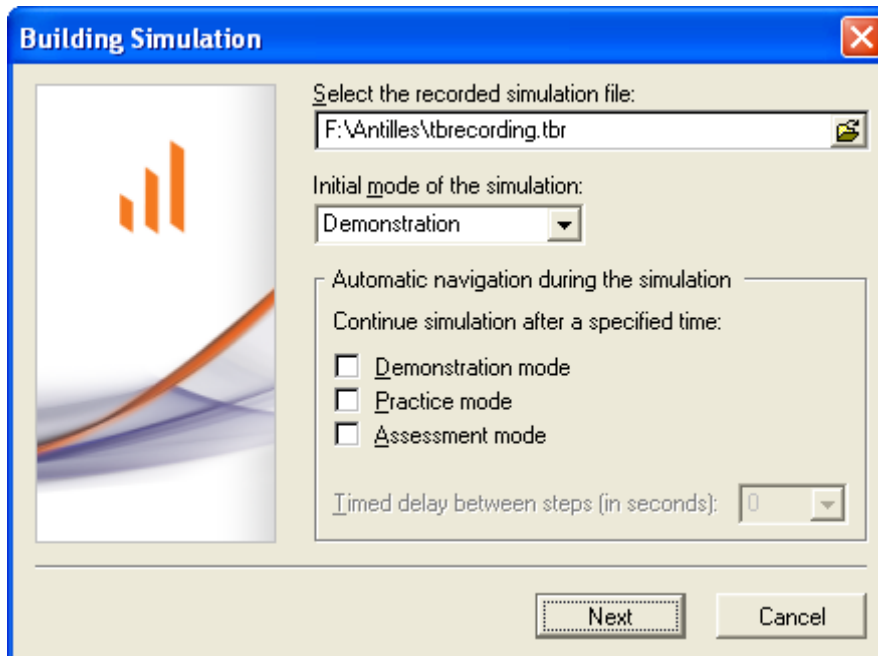 Building Simulation
Select the recorded simulation file:
F:\Antilles\tbrecording.tbr
Initial mode of the simulation:
Demonstration
Automatic navigation during the simulation
Continue simulation after a specified time:
Demonstration mode
Practice mode
Assessment mode
Timed delay between steps (in seconds): 0
Next Cancel